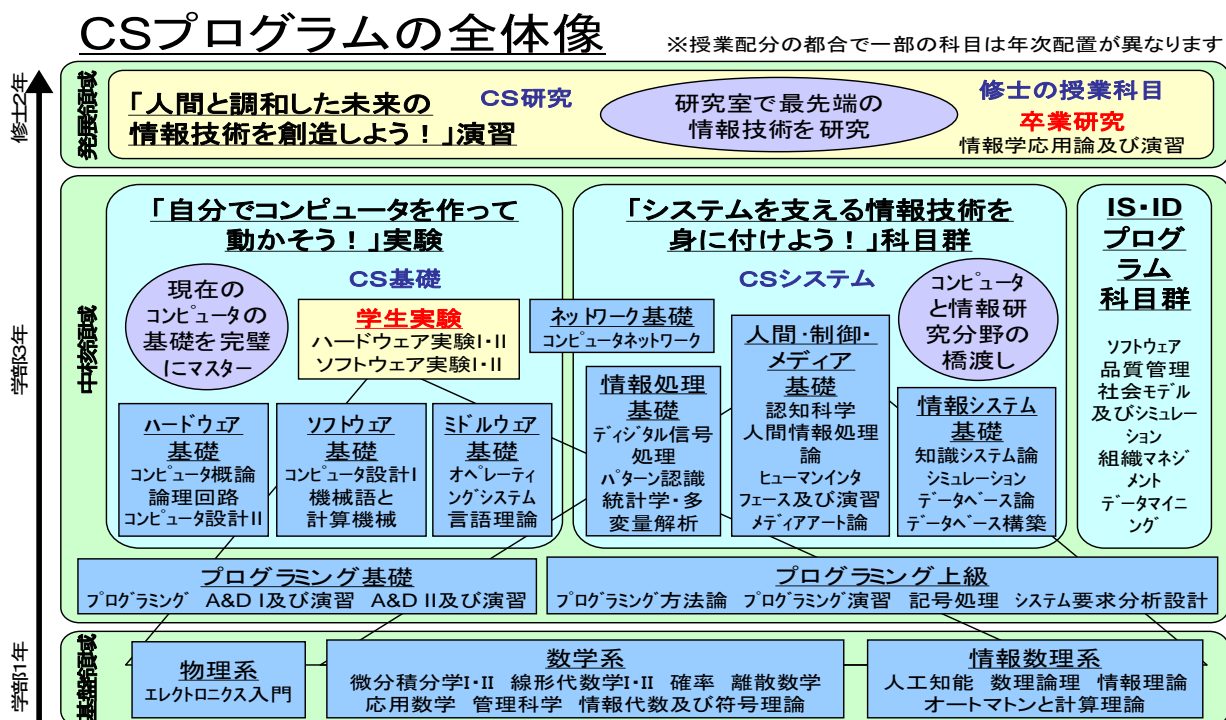 CSプログラムの全体像
※授業配分の都合で一部の科目は年次配置が異なります
修士2年
発展領域
「人間と調和した未来の
情報技術を創造しよう!」演習
CS研究
研究室で最先端の
情報技術を研究
修士の授業科目
卒業研究
情報学応用論及び演習
学部3年
中核領域
「自分でコンピュータを作って
動かそう!」実験
CS基礎
現在の
コンピュータの
基礎を完璧
にマスター
学生実験
ハードウェア実験I・II
ソフトウェア実験I・II
ハードウェア
基礎
コンピュータ概論
論理回路
コンピュータ設計II
ソフトウェア
基礎
コンピュータ設計I
機械語と
計算機械
ミドルウェア
基礎
オペレーティ
ングシステム
言語理論
「システムを支える情報技術を
身に付けよう!」科目群
CSシステム
ネットワーク基礎
コンピュータネットワーク
コンピュータ
と情報研
究分野の
橋渡し
情報処理
基礎
ディジタル信号
処理
パターン認識
統計学・多
変量解析
人間・制御・
メディア
基礎
認知科学
人間情報処理
論
ヒューマンインタ
フェース及び演習
メディアアート論
情報システム
基礎
知識システム論
シミュレーション
データベース論
データベース構築
IS・ID
プログ
ラム
科目群
ソフトウェア
品質管理
社会モデル
及びシミュレー
ション
組織マネジ
メント
データマイニ
ング
プログラミング基礎
プログラミング A&D I及び演習 A&D II及び演習
プログラミング上級
プログラミング方法論 プログラミング演習 記号処理 システム要求分析設計
学部1年
基盤領域
物理系
エレクトロニクス入門
数学系
微分積分学I・II 線形代数学I・II 確率 離散数学
応用数学 管理科学 情報代数及び符号理論
情報数理系
人工知能 数理論理 情報理論
オートマトンと計算理論